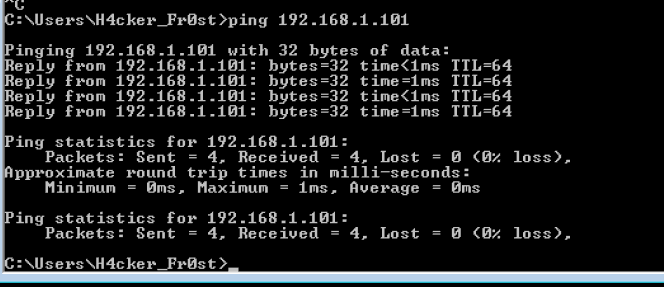 ^C
C:\Users\H4cker_Fr0st>ping 192.168.1.101
Pinging 192.168.1.101 with 32 bytes of data:
Reply from 192.168.1.101: bytes=32 time<1ms TTL=64
Reply from 192.168.1.101: bytes=32 time=1ms TTL=64
Reply from 192.168.1.101: bytes=32 time<1ms TTL=64
Reply from 192.168.1.101: bytes=32 time=1ms TTL=64
Ping statistics for 192.168.1.101:
Packets: Sent = 4, Received = 4, Lost = 0 (0% loss),
Approximate round trip times in milli-seconds:
Minimum = 0ms, Maximum = 1ms, Average = 0ms
Ping statistics for 192.168.1.101:
Packets: Sent = 4, Received = 4, Lost = 0 (0% loss),
C:\Users\H4cker_Fr0st>_